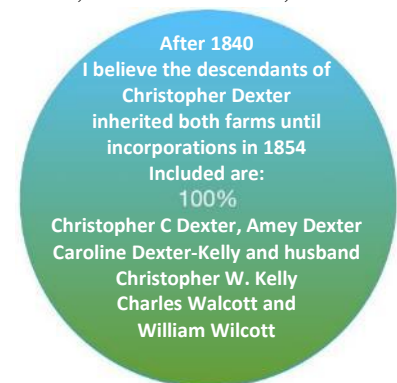 After 1840
I believe the descendants of
Christopher Dexter
inherited both farms until
incorporations in 1854
Included are:
100%
Christopher C Dexter, Amey Dexter
Caroline Dexter-Kelly and husband
Christopher W. Kelly
Charles Walcott and
William Wilcott